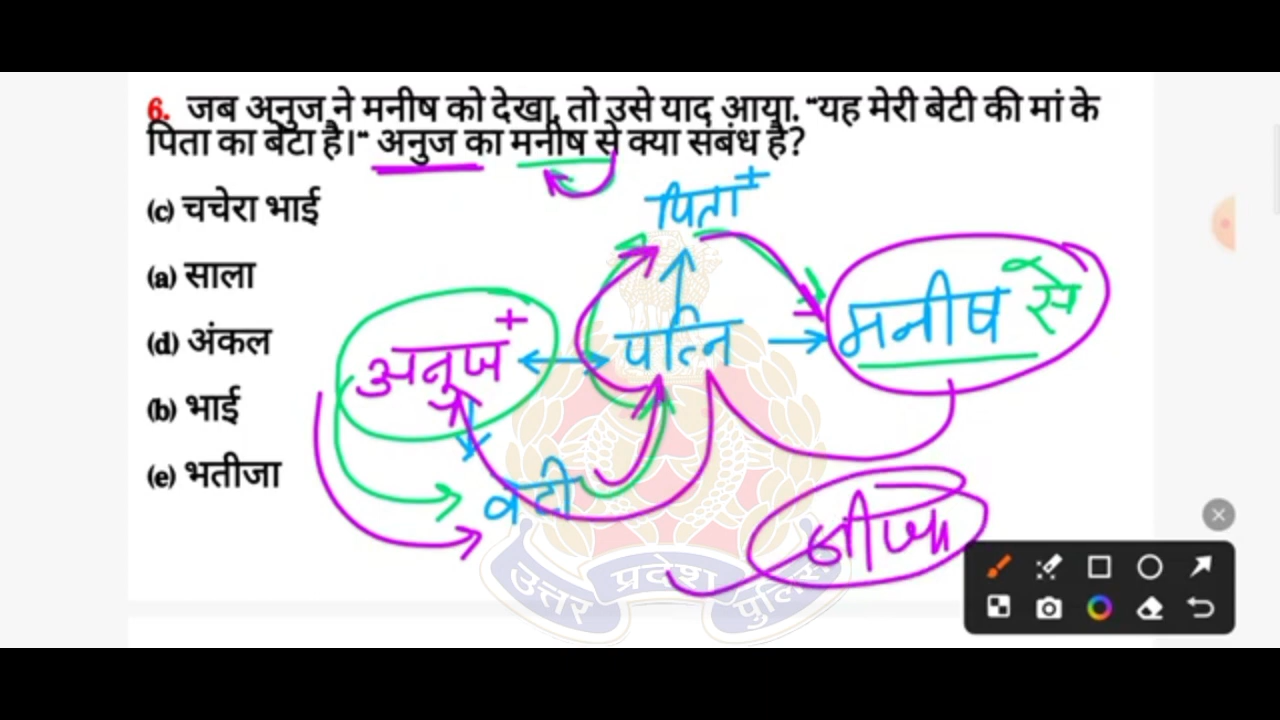 6. जब अनुज ने मनीष को देखा, तो उसे याद आया. "यह मेरी बेटी की मां के
पिता का बेटा है।" अनुज का मनीष से क्या संबंध है?
(c) चचेरा भाई
(a) साला
(d) अंकल
(b) भाई
(e) भतीजा
पिता ±
अनुज +
पत्नि
मनीष से
बेटी
जीजा
उत्तर प्रदेश पुलिस